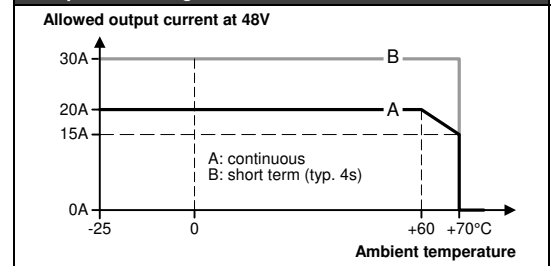 Allowed output current at 48V
30A
B
20A
A
15A
A: continuous
B: short term (typ. 4s)
0A
-25 0 +60 +70°C
Ambient temperature